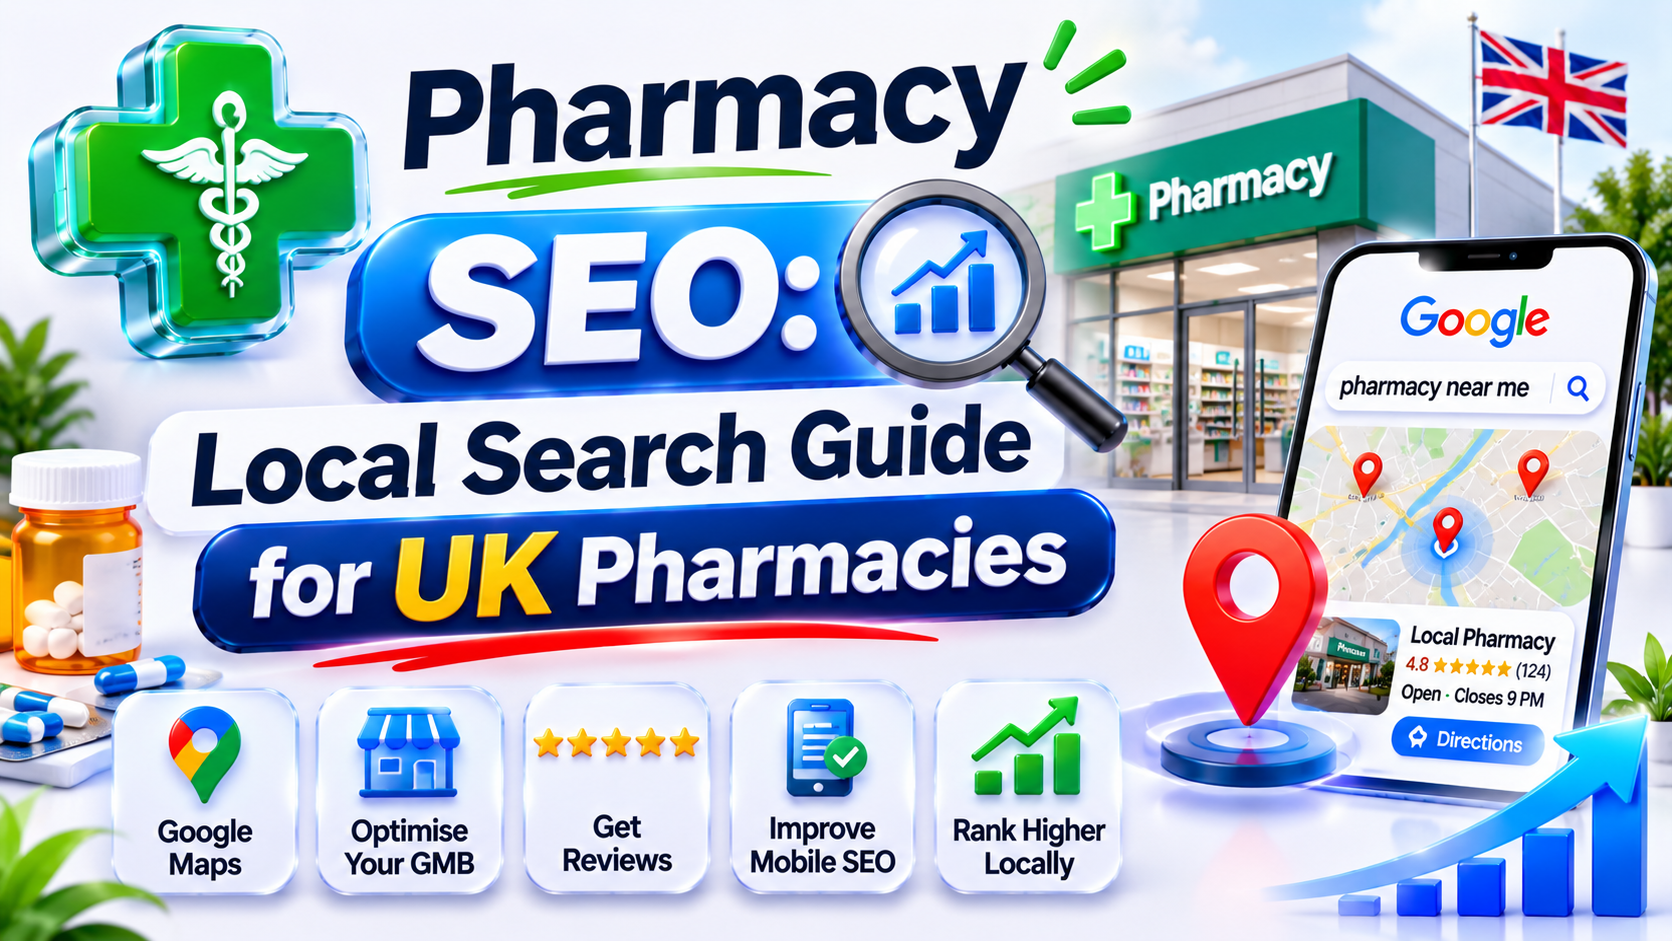 Pharmacy
SEO:
Local Search Guide
for UK Pharmacies
Pharmacy
Google
pharmacy near me
Local Pharmacy
4.8 (124)
Open · Closes 9 PM
Directions
Google
Maps
Optimise
Your GMB
Get
Reviews
Improve
Mobile SEO
Rank Higher
Locally